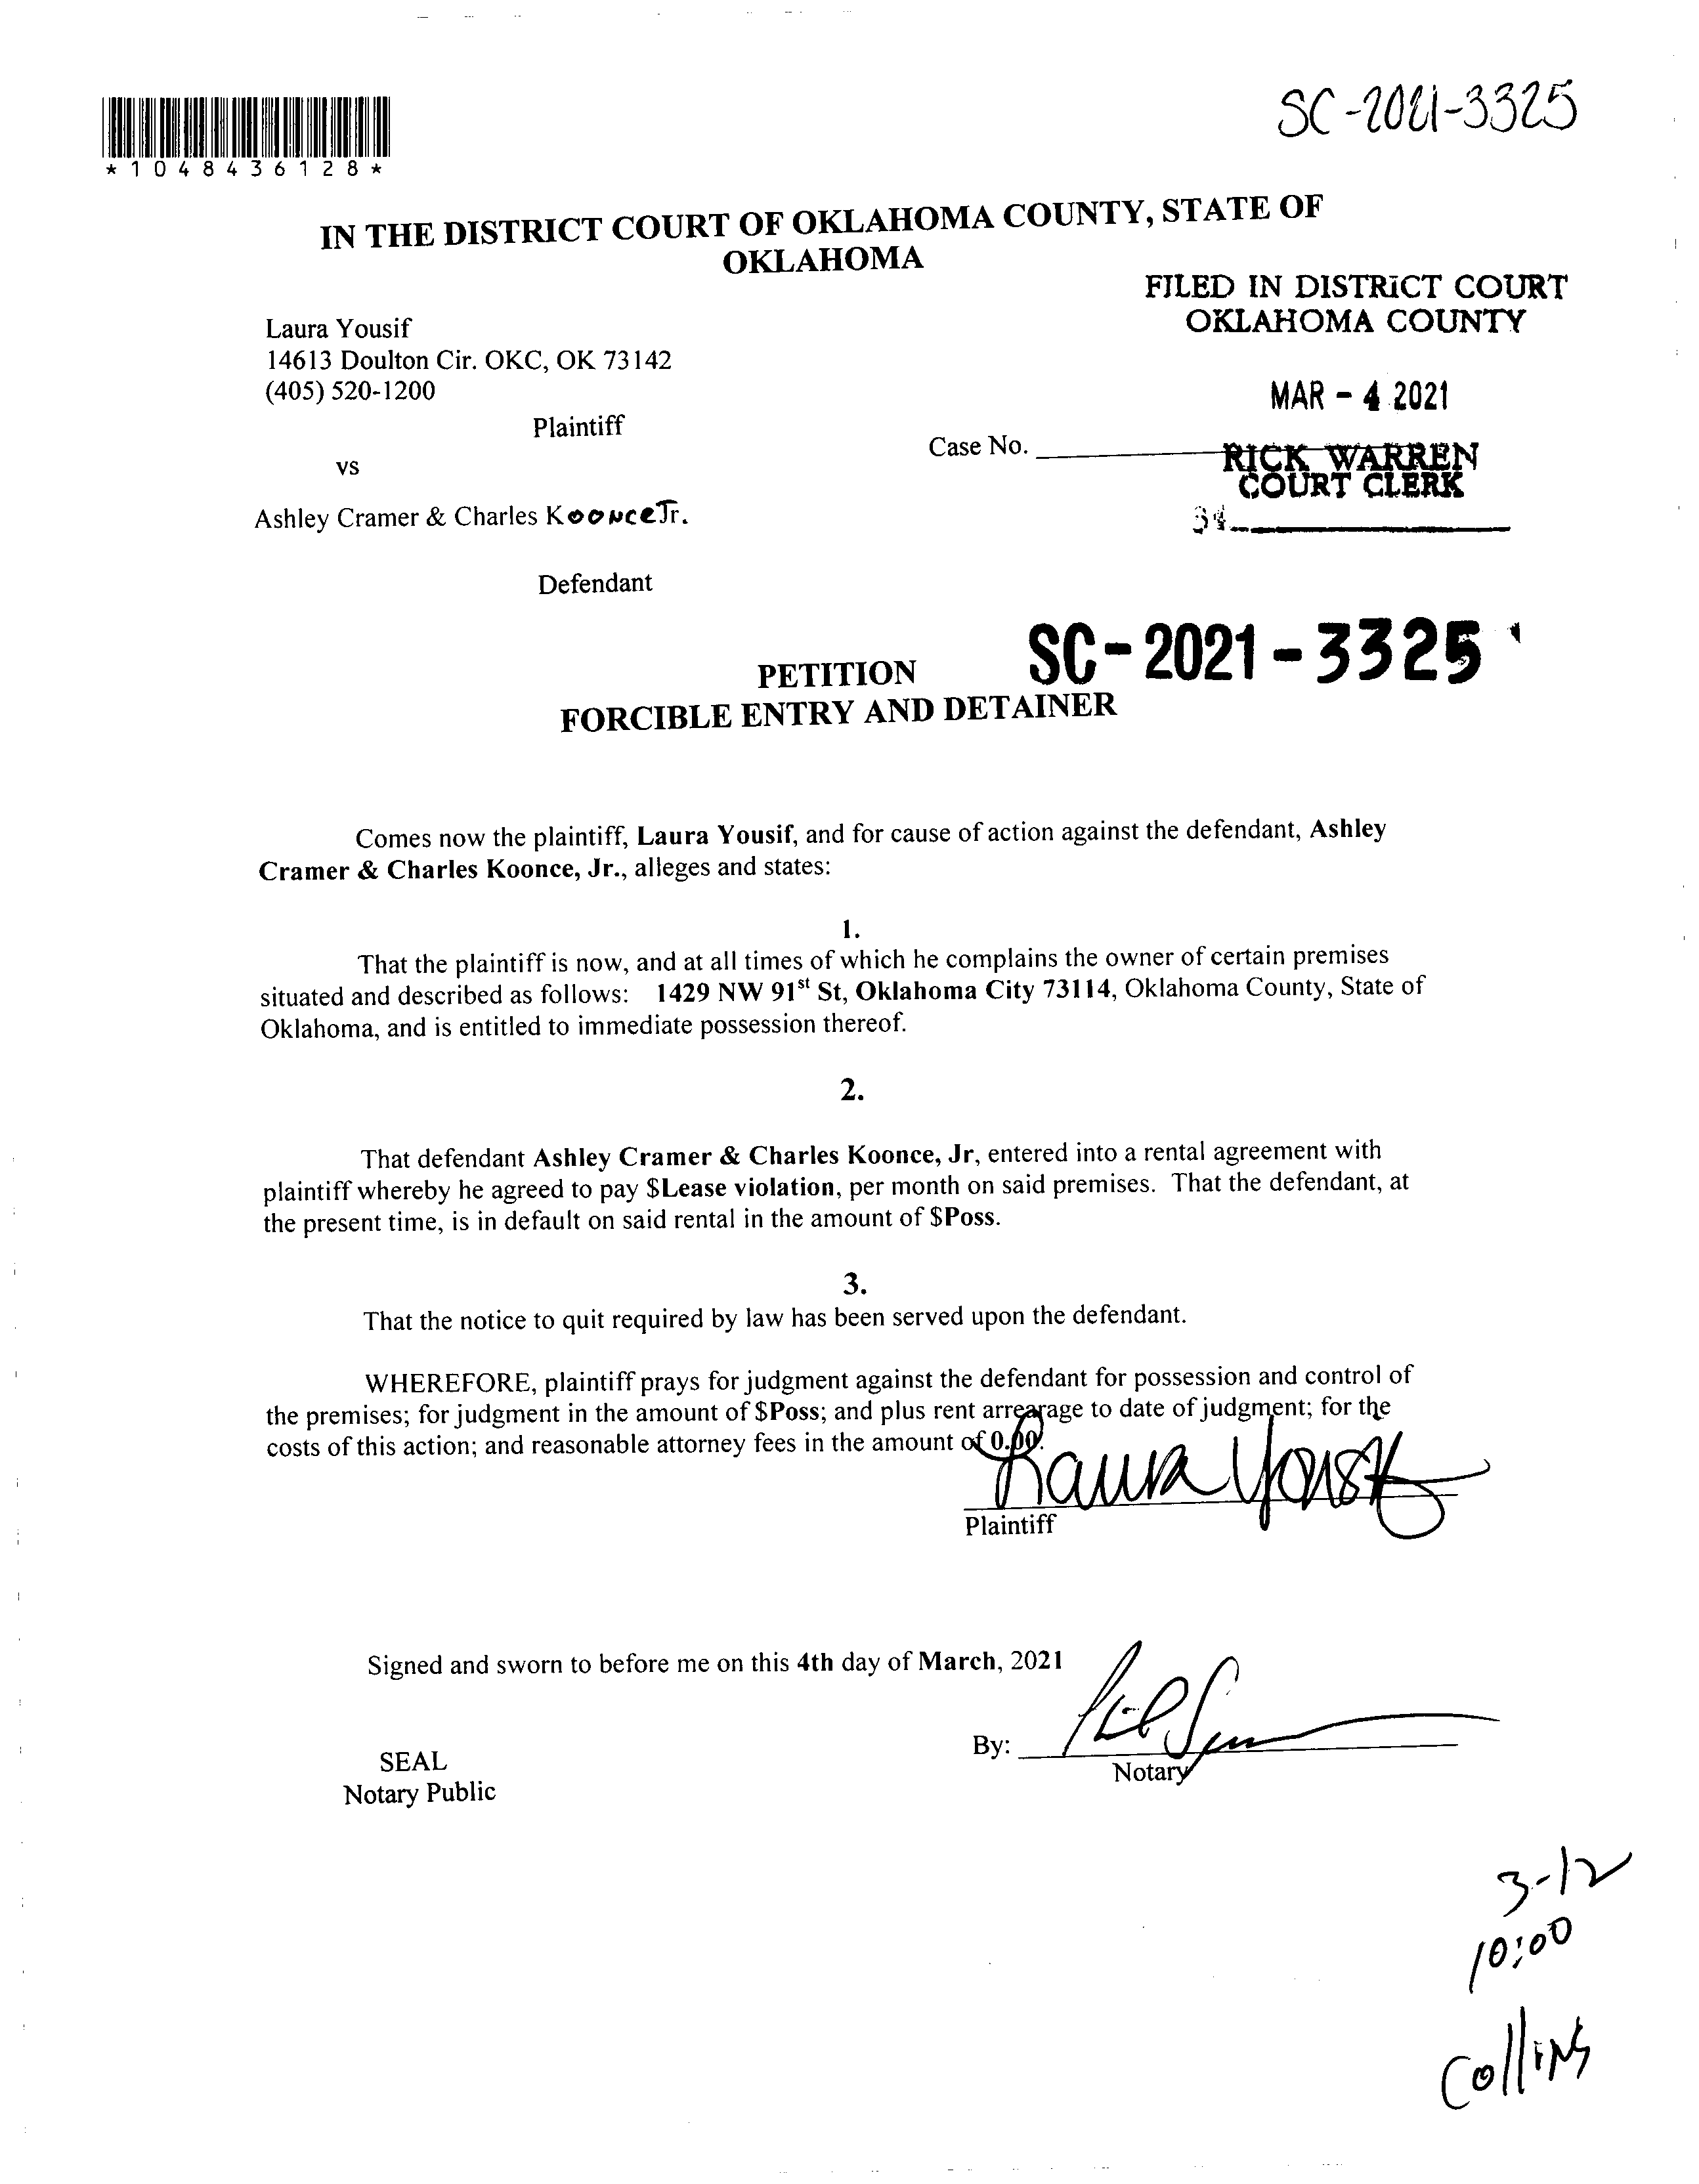 SC-2021-3325
*1048436128*
IN THE DISTRICT COURT OF OKLAHOMA COUNTY, STATE OF
OKLAHOMA
FILED IN DISTRICT COURT
OKLAHOMA COUNTY
Laura Yousif
14613 Doulton Cir. OKC, OK 73142
(405) 520-1200
MAR - 4 2021
Plaintiff
Case No.
RICK WARREN
COURT CLERK
vs
Ashley Cramer & Charles Koonce Jr.
34
Defendant
SC-2021-3325
PETITION
FORCIBLE ENTRY AND DETAINER
Comes now the plaintiff, Laura Yousif, and for cause of action against the defendant, Ashley
Cramer & Charles Koonce, Jr., alleges and states:
1.
That the plaintiff is now, and at all times of which he complains the owner of certain premises
situated and described as follows: 1429 NW 91st St, Oklahoma City 73114, Oklahoma County, State of
Oklahoma, and is entitled to immediate possession thereof.
2.
That defendant Ashley Cramer & Charles Koonce, Jr, entered into a rental agreement with
plaintiff whereby he agreed to pay $Lease violation, per month on said premises. That the defendant, at
the present time, is in default on said rental in the amount of $Poss.
3.
That the notice to quit required by law has been served upon the defendant.
WHEREFORE, plaintiff prays for judgment against the defendant for possession and control of
the premises; for judgment in the amount of $Poss; and plus rent arrearage to date of judgment; for the
costs of this action; and reasonable attorney fees in the amount of 0.00.
Laura Yousif
Plaintiff
Signed and sworn to before me on this 4th day of March, 2021
By:
Notary
SEAL
Notary Public
3-12
10:00
Collins